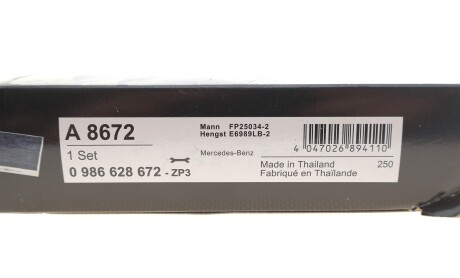 A 8672
1 Set
0 986 628 672 - ZP3
Mann FP25034-2
Hengst E6989LB-2
Mercedes-Benz
4 047026 894110
Made in Thailand 250
Fabriqué en Thaïlande